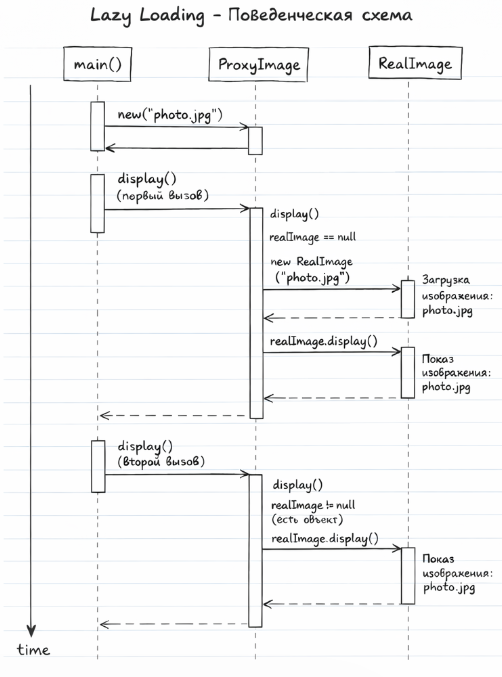 Lazy Loading - Поведенческая схема
main()
ProxyImage
RealImage
new("photo.jpg")
display()
(первый вызов)
display()
realImage == null
new RealImage
("photo.jpg")
Загрузка
изображения:
photo.jpg
realImage.display()
Показ
изображения:
photo.jpg
display()
(второй вызов)
display()
realImage != null
(есть объект)
realImage.display()
Показ
изображения:
photo.jpg
time